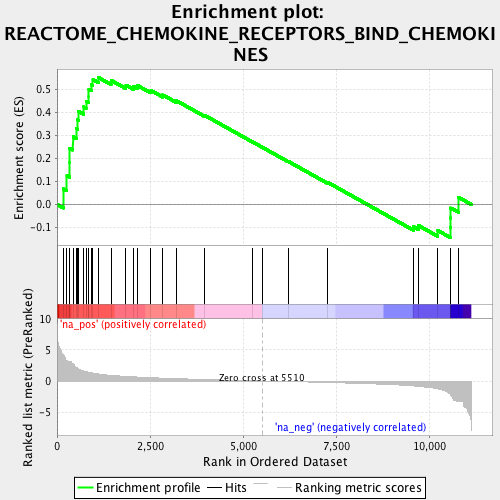 Enrichment plot:
REACTOME_CHEMOKINE_RECEPTORS_BIND_CHEMOKI
NES
Enrichment score (ES)
0.5
0.4
0.3
0.2
0.1
0.0
-0.1
'na_pos' (positively correlated)
Ranked list metric (PreRanked)
10
5
0
-5
Zero cross at 5510
'na_neg' (negatively correlated)
0
2,500
5,000
7,500
10,000
Rank in Ordered Dataset
Enrichment profile
Hits
Ranking metric scores